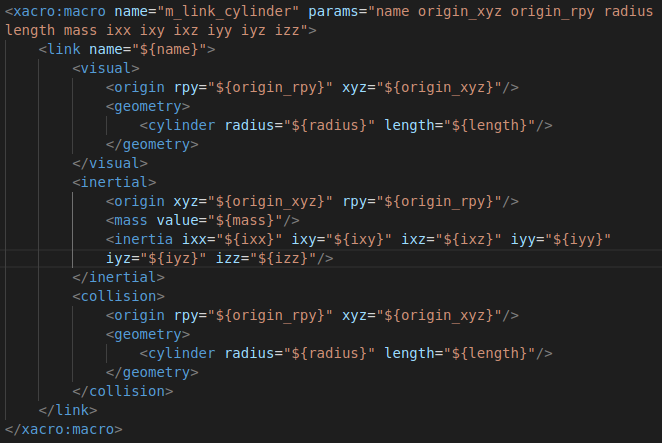 <xacro:macro name="m_link_cylinder" params="name origin_xyz origin_rpy radius
length mass ixx ixy ixz iyy iyz izz">
<link name="${name}">
<visual>
<origin rpy="${origin_rpy}" xyz="${origin_xyz}"/>
<geometry>
<cylinder radius="${radius}" length="${length}"/>
</geometry>
</visual>
<inertial>
<origin xyz="${origin_xyz}" rpy="${origin_rpy}"/>
<mass value="${mass}"/>
<inertia ixx="${ixx}" ixy="${ixy}" ixz="${ixz}" iyy="${iyy}"
iyz="${iyz}" izz="${izz}"/>
</inertial>
<collision>
<origin rpy="${origin_rpy}" xyz="${origin_xyz}"/>
<geometry>
<cylinder radius="${radius}" length="${length}"/>
</geometry>
</collision>
</link>
</xacro:macro>